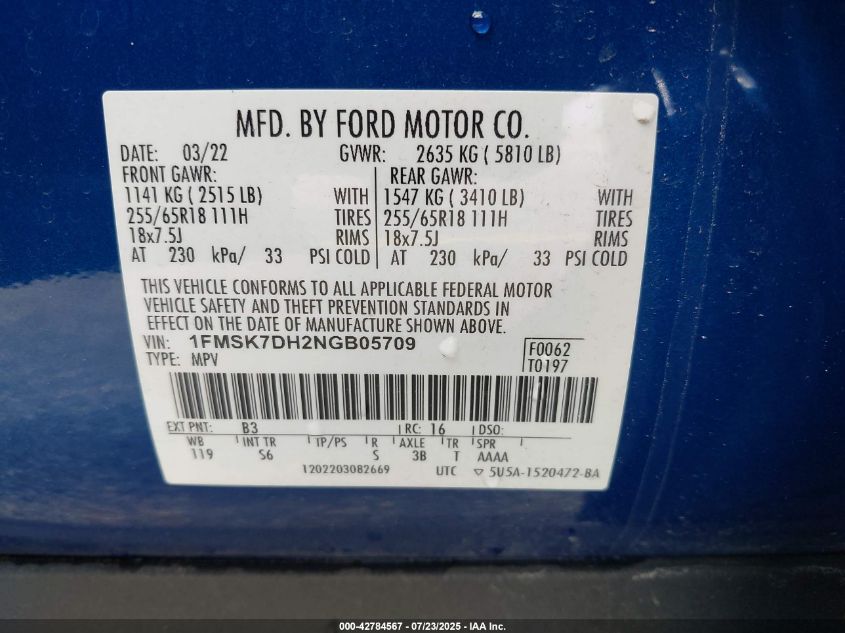 MFD. BY FORD MOTOR CO.
DATE: 03/22 GVWR: 2635 KG ( 5810 LB)
FRONT GAWR: REAR GAWR:
1141 KG ( 2515 LB) WITH 1547 KG ( 3410 LB) WITH
255/65R18 111H TIRES 255/65R18 111H TIRES
18x7.5J RIMS 18x7.5J RIMS
AT 230 kPa/ 33 PSI COLD AT 230 kPa/ 33 PSI COLD
THIS VEHICLE CONFORMS TO ALL APPLICABLE FEDERAL MOTOR
VEHICLE SAFETY AND THEFT PREVENTION STANDARDS IN
EFFECT ON THE DATE OF MANUFACTURE SHOWN ABOVE.
VIN: 1FMSK7DH2NGB05709 F0062
TYPE: MPV T0197
EXT PNT: B3 RC: 16 DSO:
WB INT TR TP/PS R AXLE TR SPR
119 S6 S 3B T AAAA
1202203082669 UTC ▽ 5U5A-1520472-BA
000-42784567 / 07/23/2025 - IAA Inc.